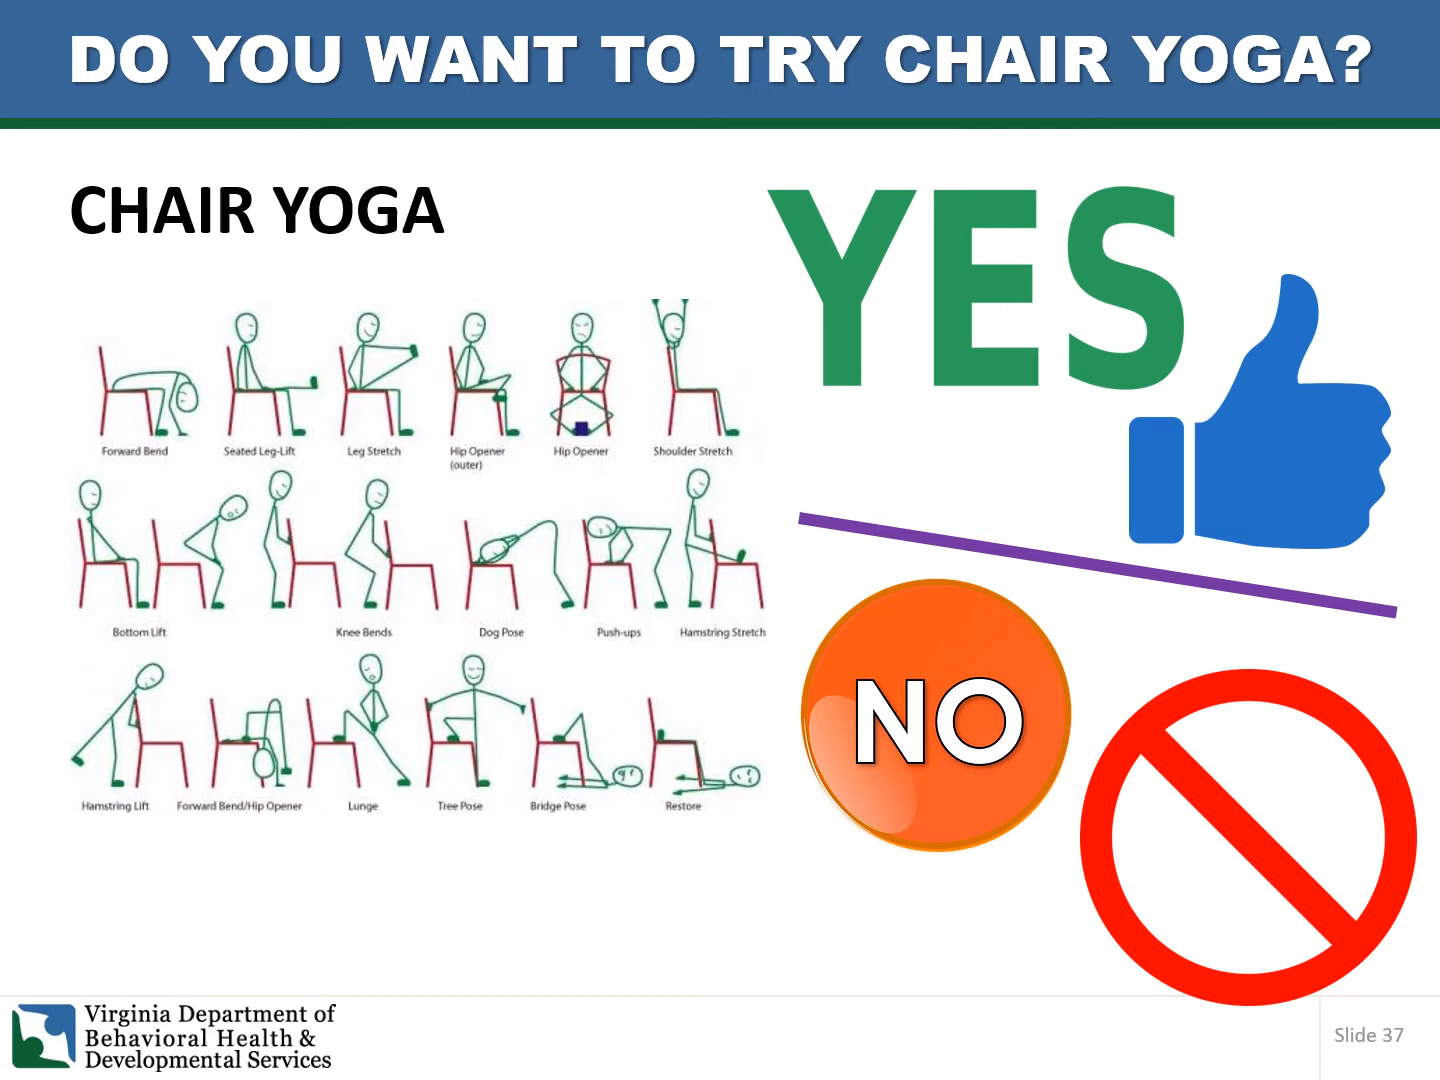 DO YOU WANT TO TRY CHAIR YOGA?
CHAIR YOGA
YES
Forward Bend
Seated Leg-Lift
Leg Stretch
Hip Opener
(outer)
Hip Opener
Shoulder Stretch
Bottom Lift
Knee Bends
Dog Pose
Push-ups
Hamstring Stretch
Hamstring Lift
Forward Bend/Hip Opener
Lunge
Tree Pose
Bridge Pose
Restore
NO
Virginia Department of
Behavioral Health &
Developmental Services
Slide 37